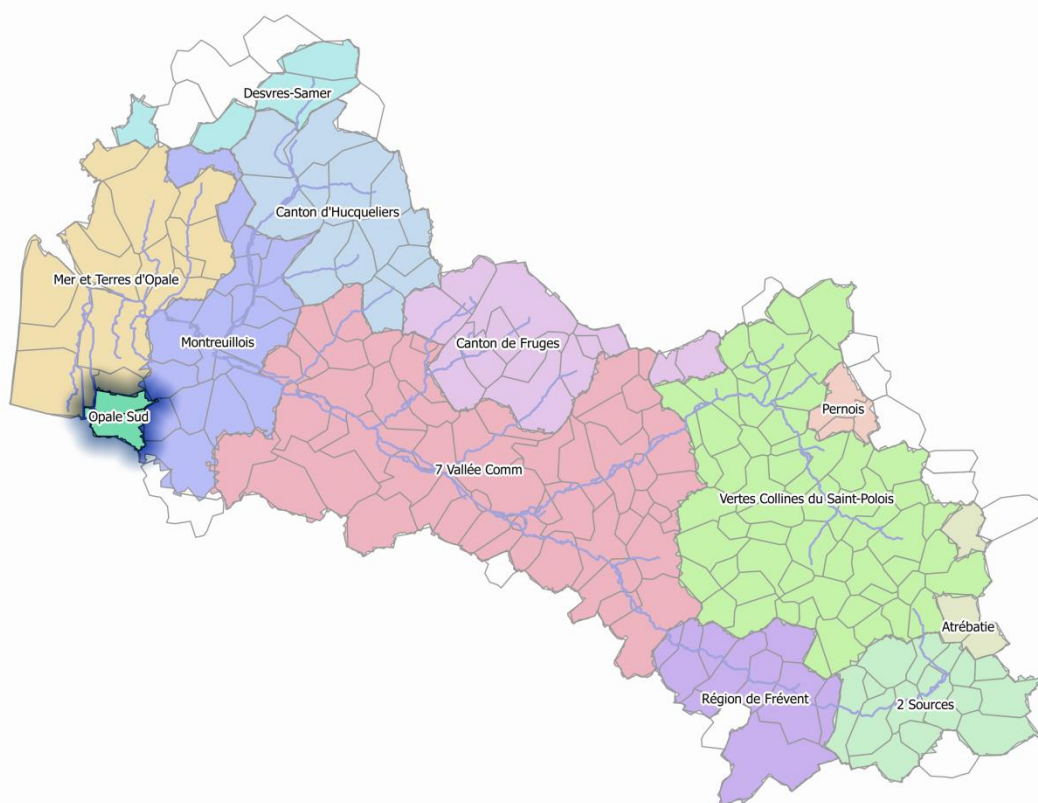 Desvres-Samer
Canton d'Hucqueliers
Mer et Terres d'Opale
Montreuillois
Canton de Fruges
Pernois
Opale Sud
7 Vallée Comm
Vertes Collines du Saint-Polois
Atrébatie
Région de Frévent
2 Sources